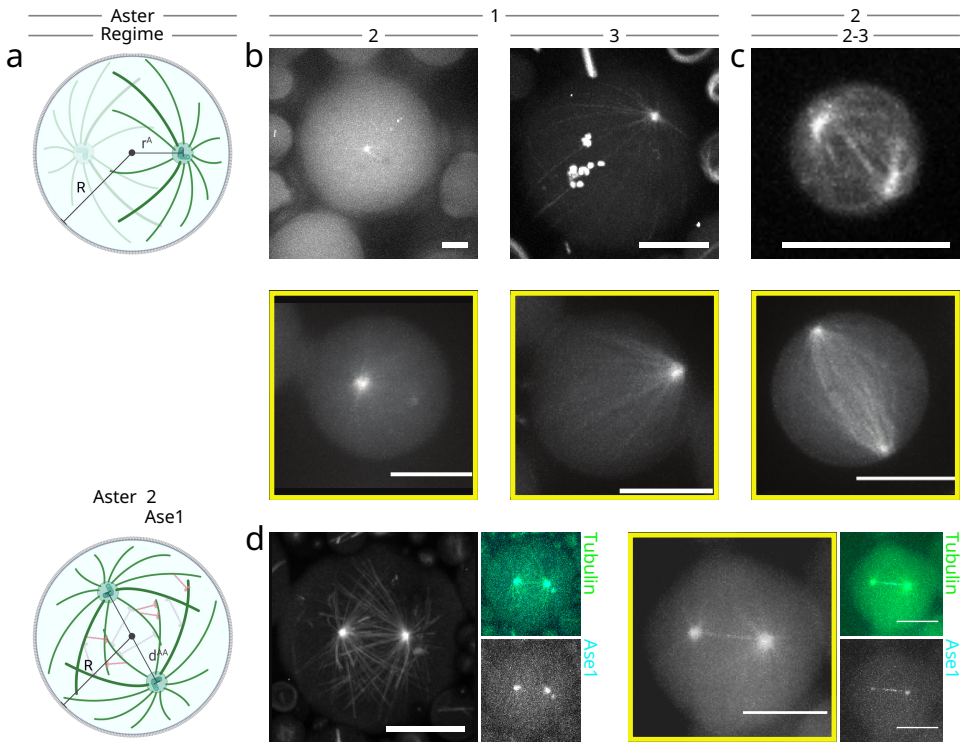 Aster 1 2
Regime 2 3 2-3
a b c
r^A
R
Aster 2
Ase1
d
Tubulin Tubulin
R d^AA
Ase1 Ase1